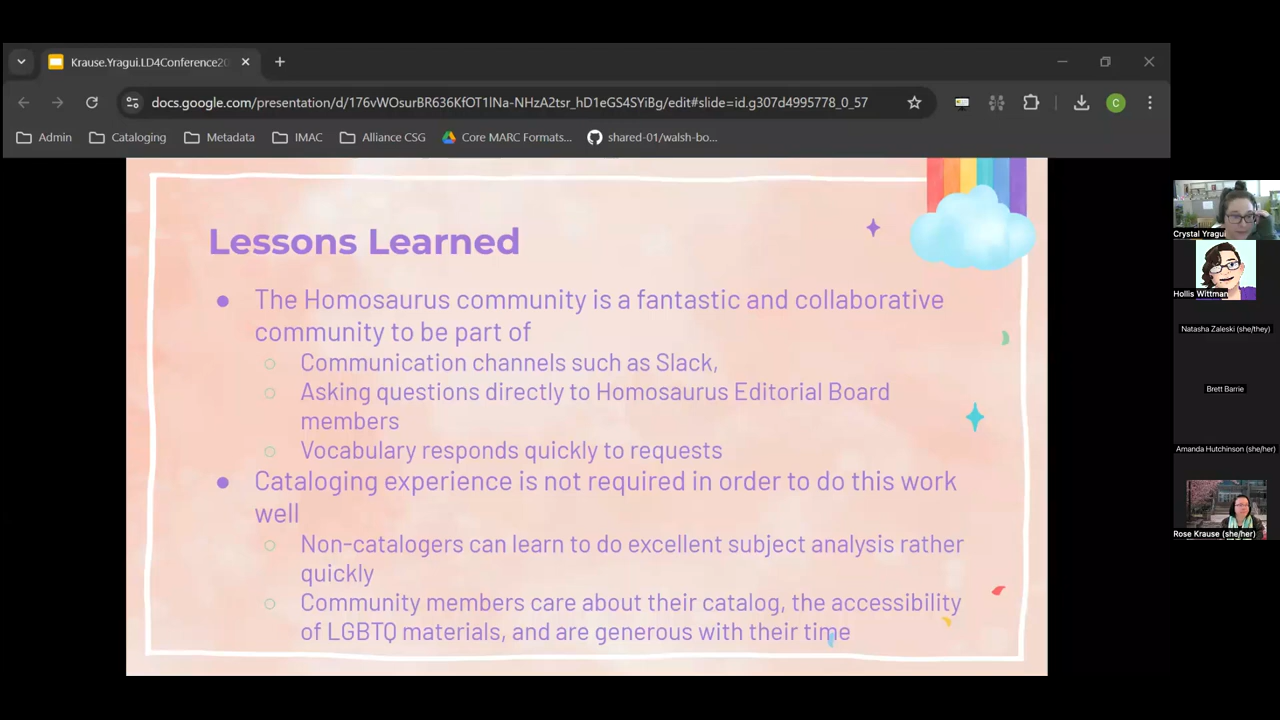 Krause.Yragui.LD4Conference20
docs.google.com/presentation/d/176vWOsurBR636KfOT1lNa-NHzA2tsr_hD1eGS4SYiBg/edit#slide=id.g307d4995778_0_57
C
Admin
Cataloging
Metadata
IMAC
Alliance CSG
Core MARC Formats...
shared-01/walsh-bo...
Lessons Learned
● The Homosaurus community is a fantastic and collaborative
community to be part of
○ Communication channels such as Slack,
○ Asking questions directly to Homosaurus Editorial Board
members
○ Vocabulary responds quickly to requests
● Cataloging experience is not required in order to do this work
well
○ Non-catalogers can learn to do excellent subject analysis rather
quickly
○ Community members care about their catalog, the accessibility
of LGBTQ materials, and are generous with their time
Crystal Yragui
Hollis Wittman
Natasha Zaleski (she/they)
Brett Barrie
Amanda Hutchinson (she/her)
Rose Krause (she/her)